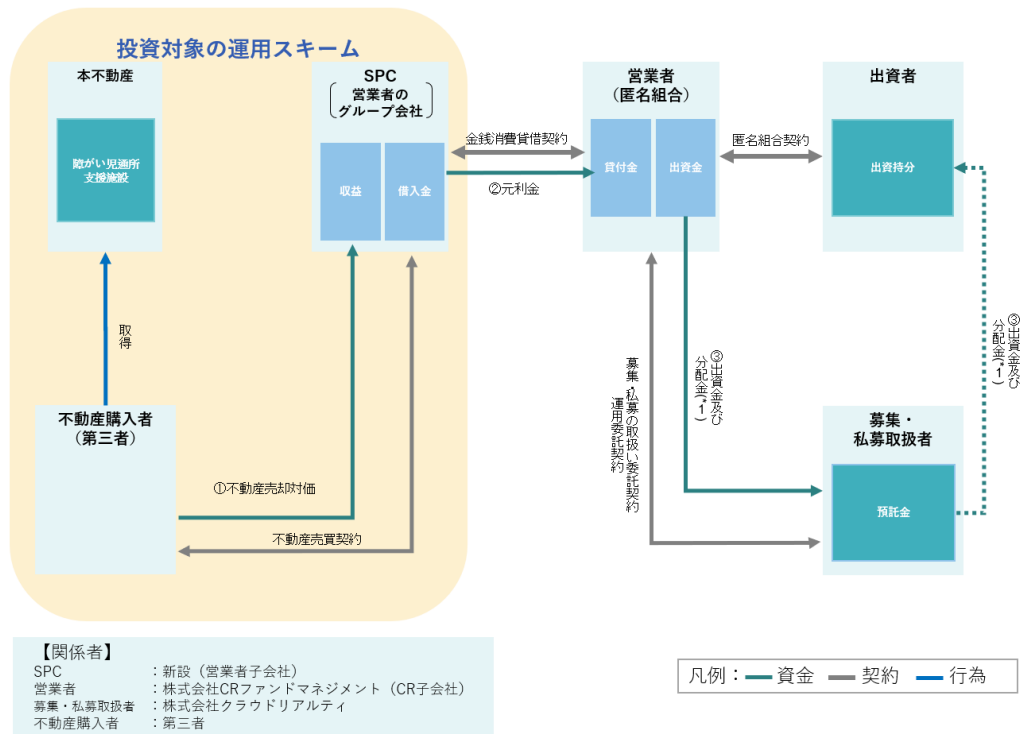 投資対象の運用スキーム
本不動産
障がい児通所
支援施設
SPC
営業者の
グループ会社
収益
借入金
金銭消費貸借契約
②元利金
営業者
（匿名組合）
貸付金
出資金
匿名組合契約
出資者
出資持分
取得
不動産購入者
（第三者）
①不動産売却対価
不動産売買契約
募集・私募の取扱い委託契約
運用委託契約
③出資金及び
分配金(*1)
募集・
私募取扱者
預託金
③出資金及び
分配金(*1)
【関係者】
SPC ：新設（営業者子会社）
営業者 ：株式会社CRファンドマネジメント（CR子会社）
募集・私募取扱者 ：株式会社クラウドリアルティ
不動産購入者 ：第三者
凡例： 資金 契約 行為